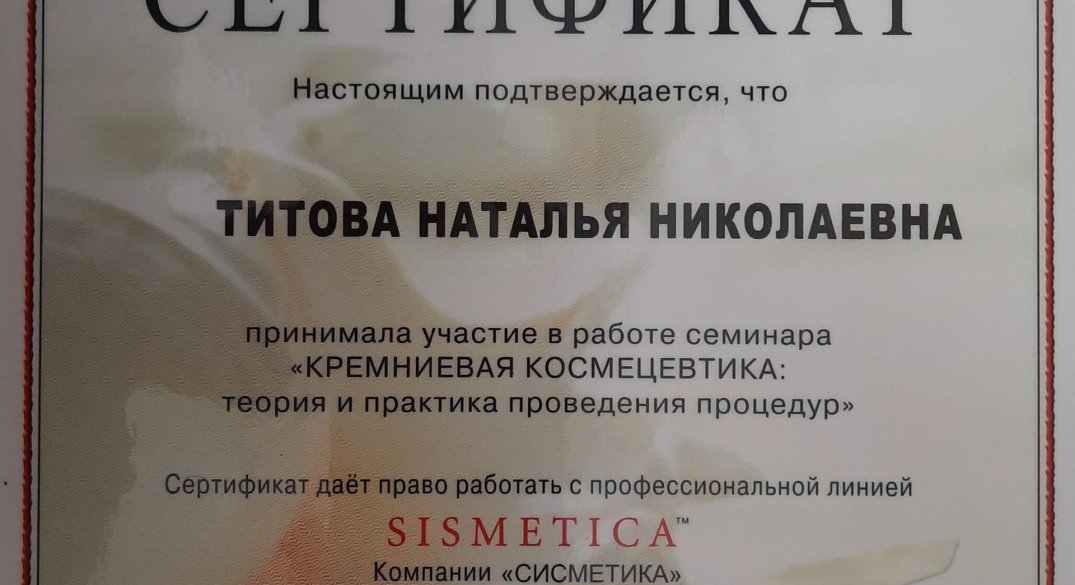 СЕРТИФИКАТ
Настоящим подтверждается, что
ТИТОВА НАТАЛЬЯ НИКОЛАЕВНА
принимала участие в работе семинара
«КРЕМНИЕВАЯ КОСМЕЦЕВТИКА:
теория и практика проведения процедур»
Сертификат даёт право работать с профессиональной линией
SISMETICA™
Компании «СИСМЕТИКА»